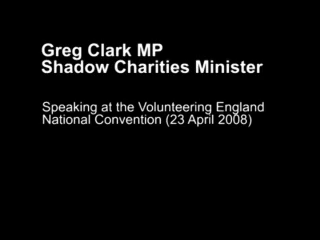 Greg Clark MP
Shadow Charities Minister
Speaking at the Volunteering England
National Convention (23 April 2008)